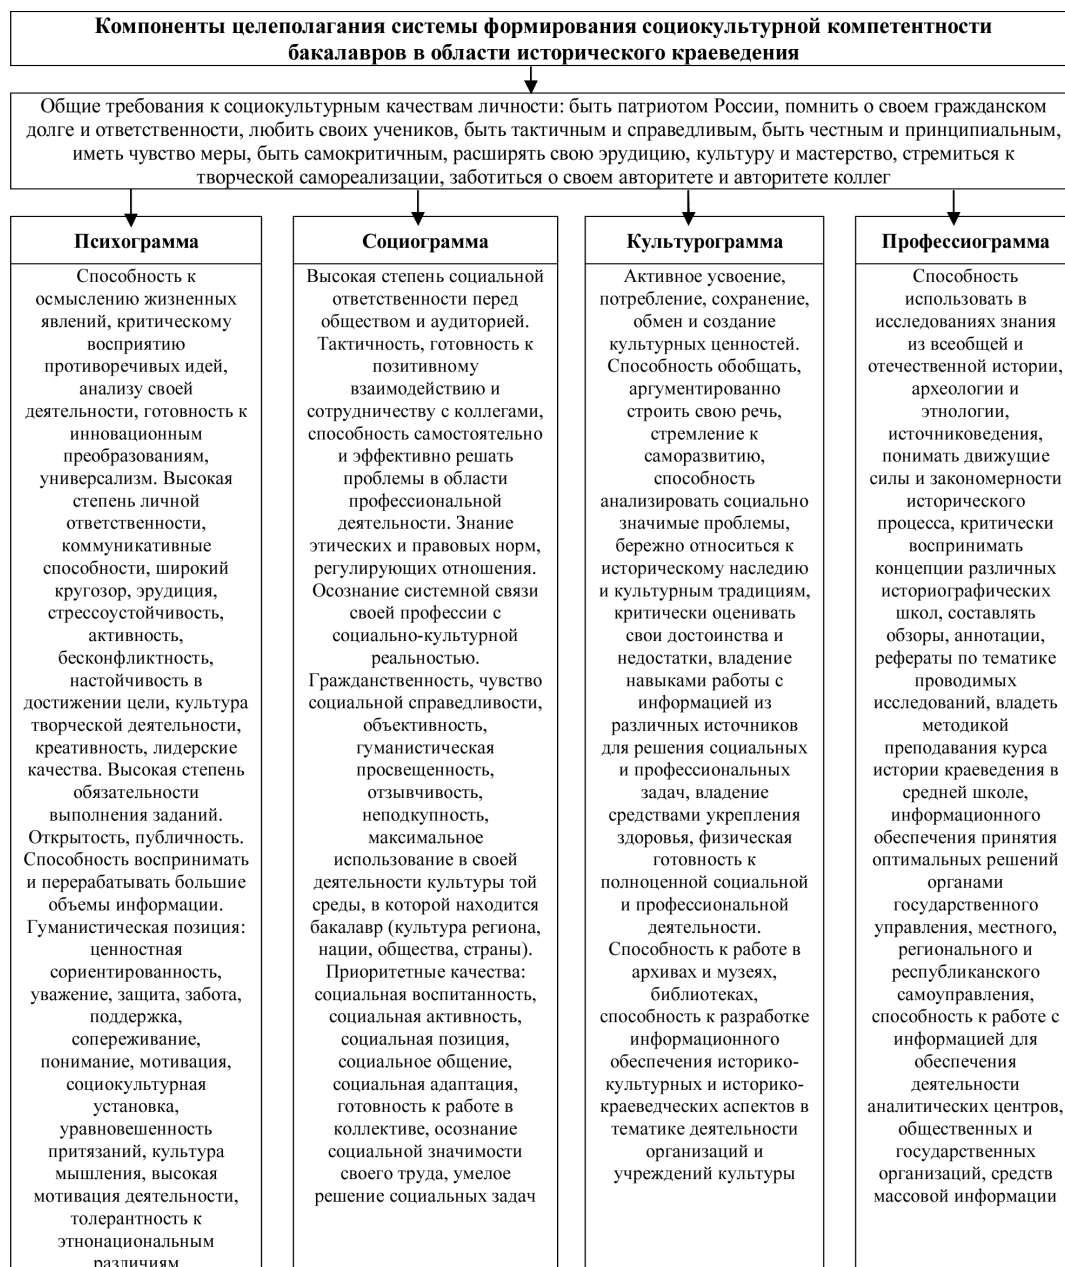 Компоненты целеполагания системы формирования социокультурной компетентности
бакалавров в области исторического краеведения
Общие требования к социокультурным качествам личности: быть патриотом России, помнить о своем гражданском
долге и ответственности, любить своих учеников, быть тактичным и справедливым, быть честным и принципиальным,
иметь чувство меры, быть самокритичным, расширять свою эрудицию, культуру и мастерство, стремиться к
творческой самореализации, заботиться о своем авторитете и авторитете коллег
Психограмма
Способность к
осмыслению жизненных
явлений, критическому
восприятию
противоречивых идей,
анализу своей
деятельности, готовность к
инновационным
преобразованиям,
универсализм. Высокая
степень личной
ответственности,
коммуникативные
способности, широкий
кругозор, эрудиция,
стрессоустойчивость,
активность,
бесконфликтность,
настойчивость в
достижении цели, культура
творческой деятельности,
креативность, лидерские
качества. Высокая степень
обязательности
выполнения заданий.
Открытость, публичность.
Способность воспринимать
и перерабатывать большие
объемы информации.
Гуманистическая позиция:
ценностная
сориентированность,
уважение, защита, забота,
поддержка,
сопереживание,
понимание, мотивация,
социокультурная
установка,
уравновешенность
притязаний, культура
мышления, высокая
мотивация деятельности,
толерантность к
этнонациональным
различиям
Социограмма
Высокая степень социальной
ответственности перед
обществом и аудиторией.
Тактичность, готовность к
позитивному
взаимодействию и
сотрудничеству с коллегами,
способность самостоятельно
и эффективно решать
проблемы в области
профессиональной
деятельности. Знание
этических и правовых норм,
регулирующих отношения.
Осознание системной связи
своей профессии с
социально-культурной
реальностью.
Гражданственность, чувство
социальной справедливости,
объективность,
гуманистическая
просвещенность,
отзывчивость,
неподкупность,
максимальное
использование в своей
деятельности культуры той
среды, в которой находится
бакалавр (культура региона,
нации, общества, страны).
Приоритетные качества:
социальная воспитанность,
социальная активность,
социальная позиция,
социальное общение,
социальная адаптация,
готовность к работе в
коллективе, осознание
социальной значимости
своего труда, умелое
решение социальных задач
Культурограмма
Активное усвоение,
потребление, сохранение,
обмен и создание
культурных ценностей.
Способность обобщать,
аргументированно
строить свою речь,
стремление к
саморазвитию,
способность
анализировать социально
значимые проблемы,
бережно относиться к
историческому наследию
и культурным традициям,
критически оценивать
свои достоинства и
недостатки, владение
навыками работы с
информацией из
различных источников
для решения социальных
и профессиональных
задач, владение
средствами укрепления
здоровья, физическая
готовность к
полноценной социальной
и профессиональной
деятельности.
Способность к работе в
архивах и музеях,
библиотеках,
способность к разработке
информационного
обеспечения историко-
культурных и историко-
краеведческих аспектов в
тематике деятельности
организаций и
учреждений культуры
Профессиограмма
Способность
использовать в
исследованиях знания
из всеобщей и
отечественной истории,
археологии и
этнологии,
источниковедения,
понимать движущие
силы и закономерности
исторического
процесса, критически
воспринимать
концепции различных
историографических
школ, составлять
обзоры, аннотации,
рефераты по тематике
проводимых
исследований, владеть
методикой
преподавания курса
истории краеведения в
средней школе,
информационного
обеспечения принятия
оптимальных решений
органами
государственного
управления, местного,
регионального и
республиканского
самоуправления,
способность к работе с
информацией для
обеспечения
деятельности
аналитических центров,
общественных и
государственных
организаций, средств
массовой информации